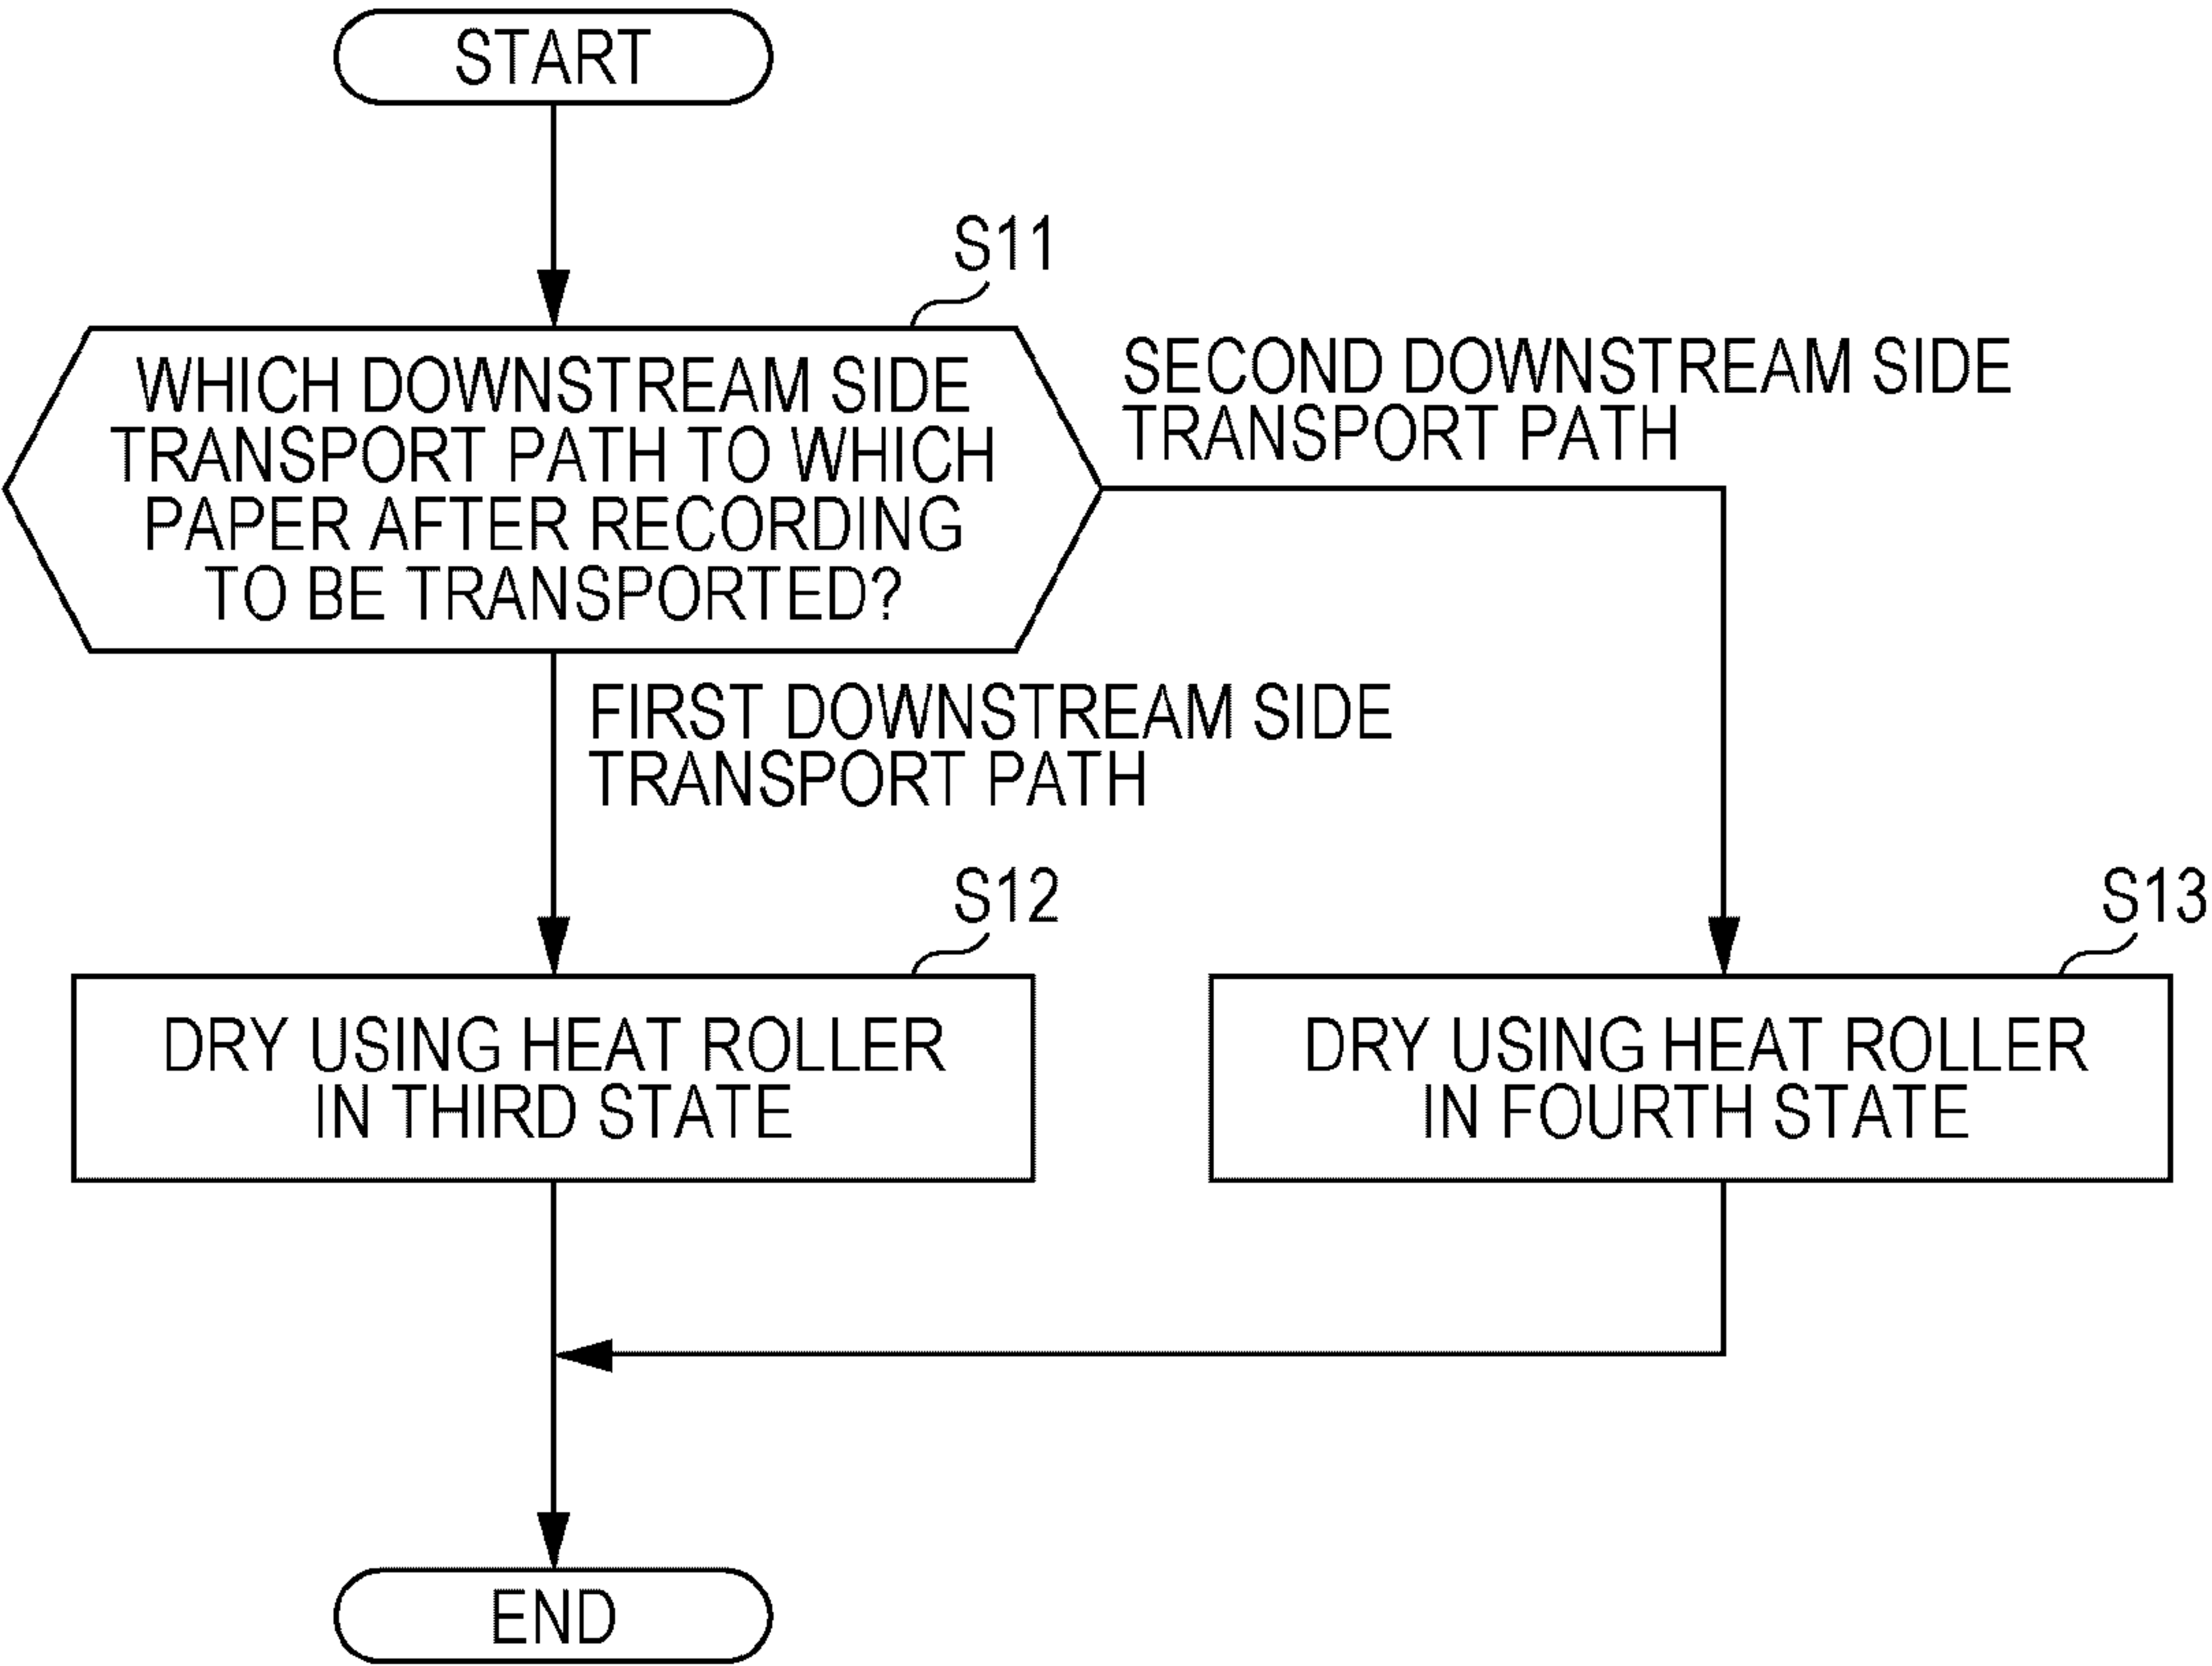 START
S11
WHICH DOWNSTREAM SIDE
TRANSPORT PATH TO WHICH
PAPER AFTER RECORDING
TO BE TRANSPORTED?
SECOND DOWNSTREAM SIDE
TRANSPORT PATH
FIRST DOWNSTREAM SIDE
TRANSPORT PATH
S12
DRY USING HEAT ROLLER
IN THIRD STATE
S13
DRY USING HEAT ROLLER
IN FOURTH STATE
END